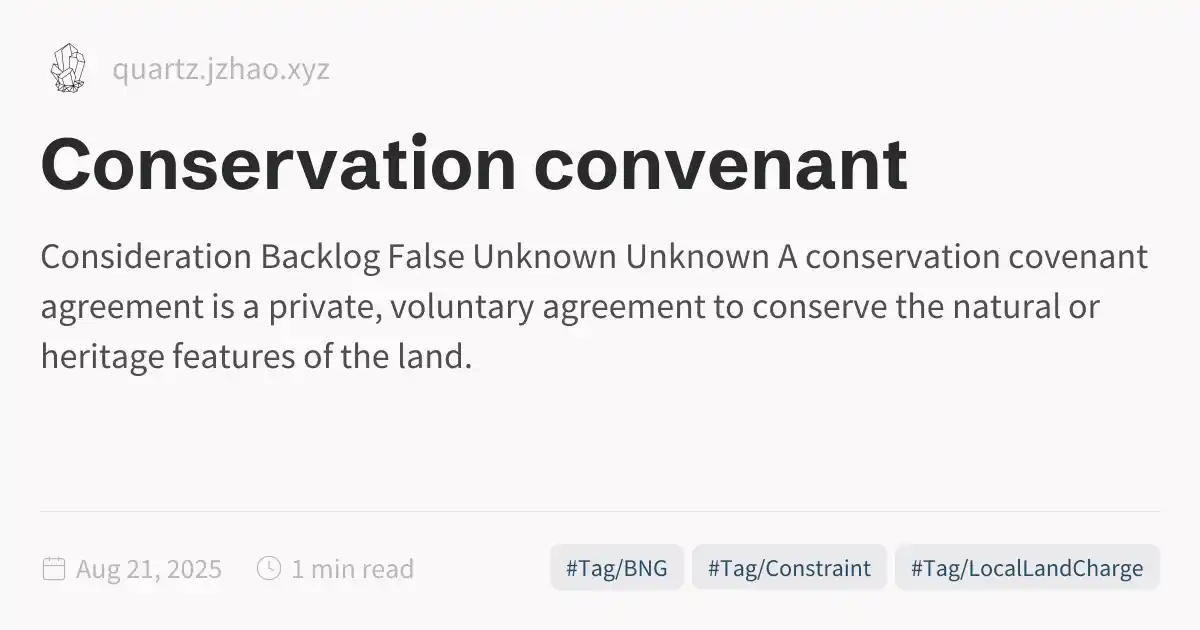 quartz.jzhao.xyz
Conservation convenant
Consideration Backlog False Unknown Unknown A conservation covenant
agreement is a private, voluntary agreement to conserve the natural or
heritage features of the land.
Aug 21, 2025 1 min read #Tag/BNG #Tag/Constraint #Tag/LocalLandCharge